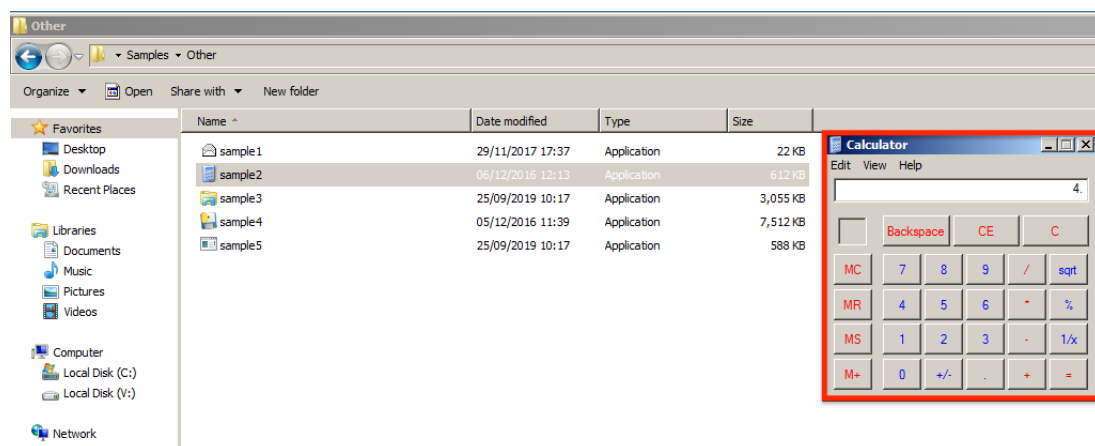 Other
Samples Other
Organize Open Share with New folder
Favorites
Desktop
Downloads
Recent Places
Libraries
Documents
Music
Pictures
Videos
Computer
Local Disk (C:)
Local Disk (V:)
Network
Name Date modified Type Size
sample1 29/11/2017 17:37 Application 22 KB
sample2 06/12/2016 12:13 Application 612 KB
sample3 25/09/2019 10:17 Application 3,055 KB
sample4 05/12/2016 11:39 Application 7,512 KB
sample5 25/09/2019 10:17 Application 588 KB
Calculator
Edit View Help
4.
Backspace CE C
MC 7 8 9 / sqrt
MR 4 5 6 * %
MS 1 2 3 - 1/x
M+ 0 +/- . + =